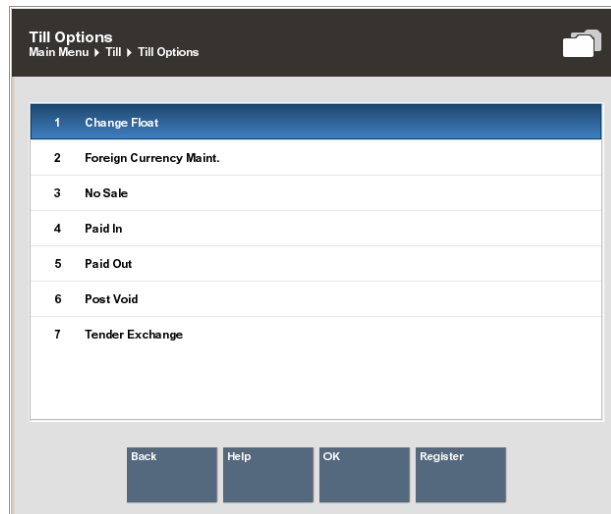 Till Options
Main Menu ▸ Till ▸ Till Options
1 Change Float
2 Foreign Currency Maint.
3 No Sale
4 Paid In
5 Paid Out
6 Post Void
7 Tender Exchange
Back Help OK Register